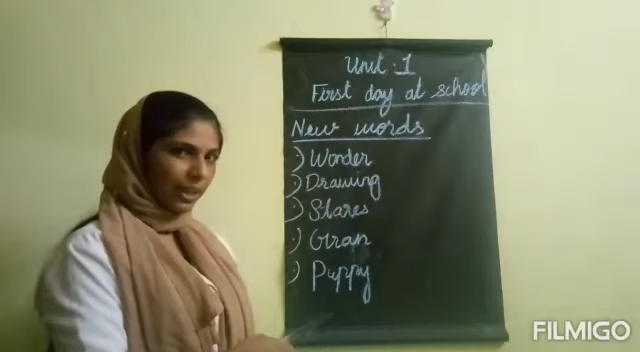 Unit : 1
First day at school
New words
·) Wonder
·) Drawing
·) Stares
·) Gran
·) Puppy
FILMIGO